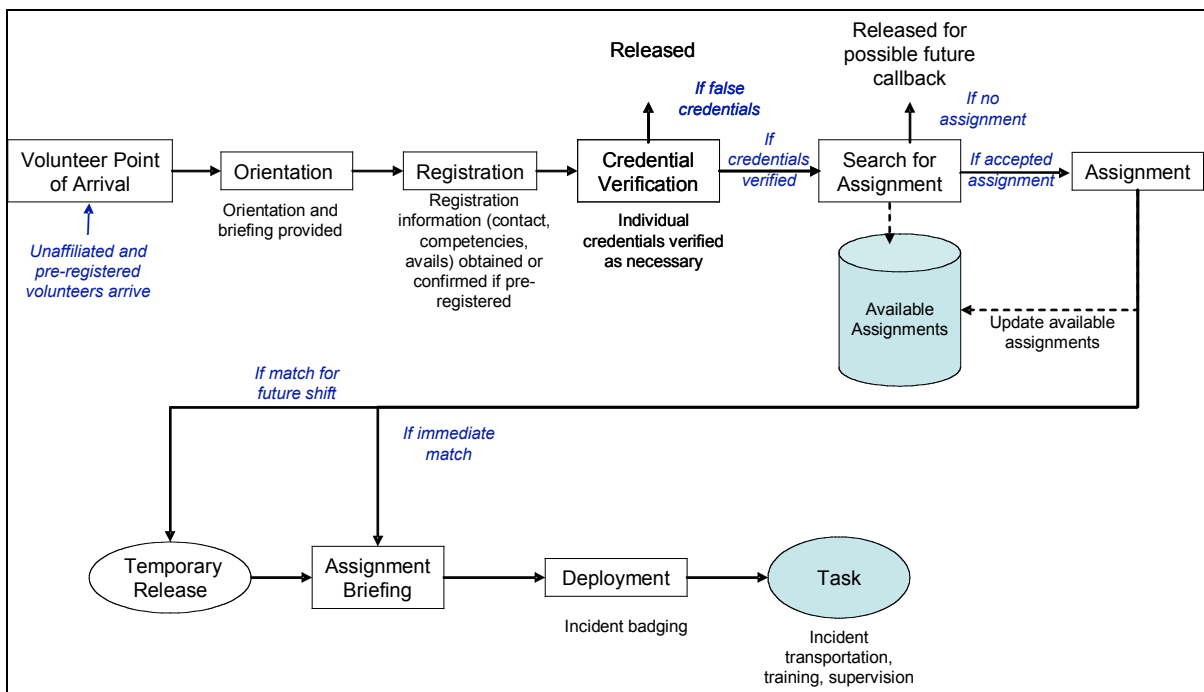 Released
If false
credentials
Released for
possible future
callback
If no
assignment
Volunteer Point
of Arrival
Orientation
Registration
Credential
Verification
If
credentials
verified
Search for
Assignment
If accepted
assignment
Assignment
Unaffiliated and
pre-registered
volunteers arrive
Orientation and
briefing provided
Registration
information (contact,
competencies,
avails) obtained or
confirmed if pre-
registered
Individual
credentials verified
as necessary
Available
Assignments
Update available
assignments
If match for
future shift
If immediate
match
Temporary
Release
Assignment
Briefing
Deployment
Task
Incident badging
Incident
transportation,
training, supervision